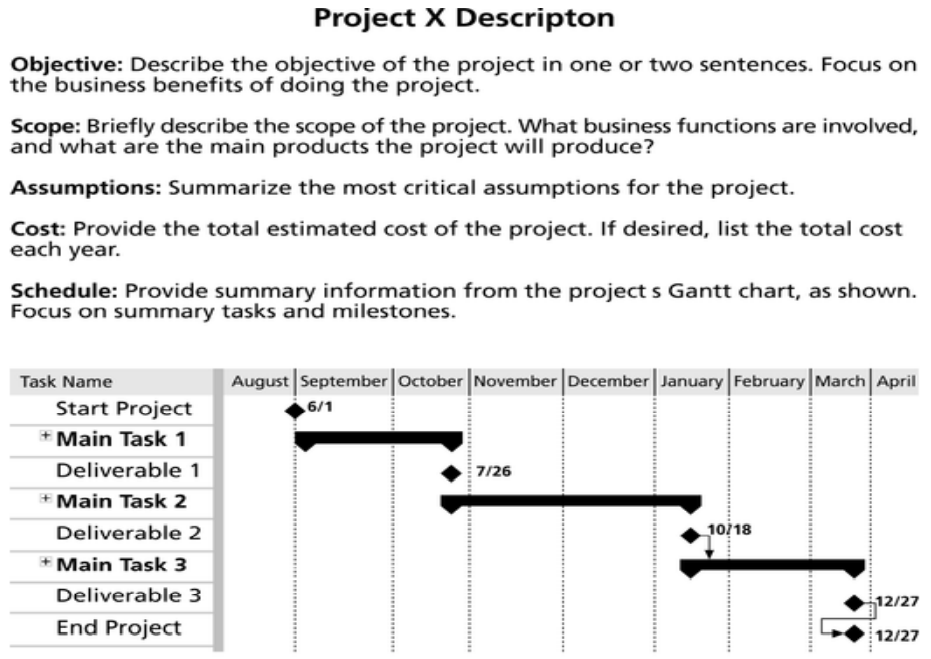 Project X Descripton
Objective: Describe the objective of the project in one or two sentences. Focus on
the business benefits of doing the project.
Scope: Briefly describe the scope of the project. What business functions are involved,
and what are the main products the project will produce?
Assumptions: Summarize the most critical assumptions for the project.
Cost: Provide the total estimated cost of the project. If desired, list the total cost
each year.
Schedule: Provide summary information from the project s Gantt chart, as shown.
Focus on summary tasks and milestones.
Task Name August September October November December January February March April
Start Project 6/1
Main Task 1
Deliverable 1 7/26
Main Task 2
Deliverable 2 10/18
Main Task 3
Deliverable 3 12/27
End Project 12/27